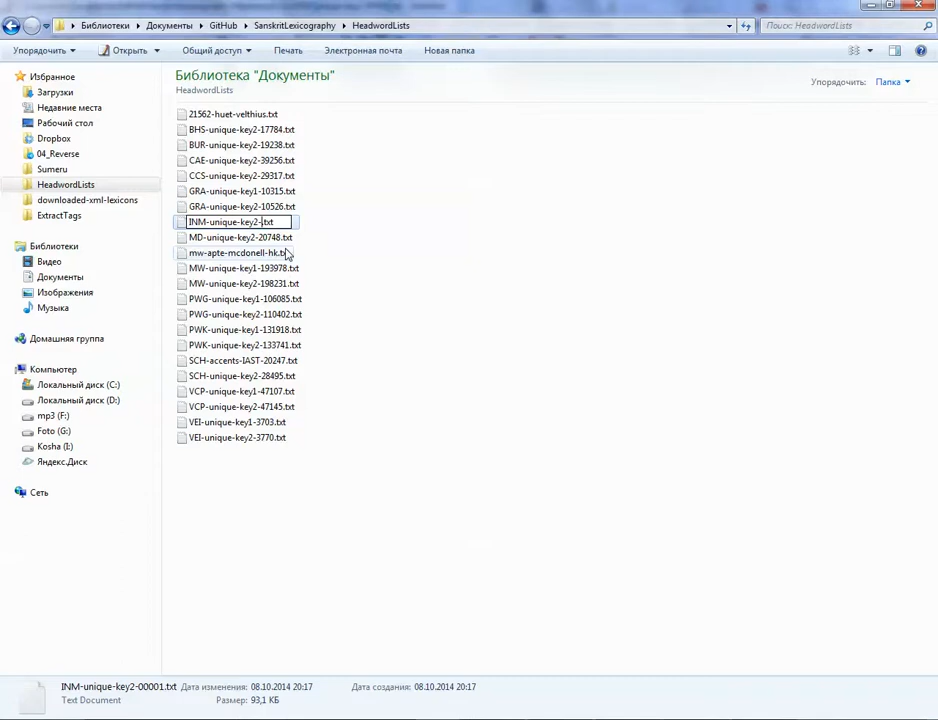 Библиотеки ▸ Документы ▸ GitHub ▸ SanskritLexicography ▸ HeadwordLists
Поиск: HeadwordLists
Упорядочить
Открыть
Общий доступ
Печать
Электронная почта
Новая папка
Избранное
Загрузки
Недавние места
Рабочий стол
Dropbox
04_Reverse
Sumeru
HeadwordLists
downloaded-xml-lexicons
ExtractTags
Библиотеки
Видео
Документы
Изображения
Музыка
Домашняя группа
Компьютер
Локальный диск (C:)
Локальный диск (D:)
mp3 (F:)
Foto (G:)
Kosha (I:)
Яндекс.Диск
Сеть
Библиотека "Документы"
HeadwordLists
Упорядочить: Папка
21562-huet-velthius.txt
BHS-unique-key2-17784.txt
BUR-unique-key2-19238.txt
CAE-unique-key2-39256.txt
CCS-unique-key2-29317.txt
GRA-unique-key1-10315.txt
GRA-unique-key2-10526.txt
INM-unique-key2-.txt
MD-unique-key2-20748.txt
mw-apte-mcdonell-hk.txt
MW-unique-key1-193978.txt
MW-unique-key2-198231.txt
PWG-unique-key1-106085.txt
PWG-unique-key2-110402.txt
PWK-unique-key1-131918.txt
PWK-unique-key2-133741.txt
SCH-accents-IAST-20247.txt
SCH-unique-key2-28495.txt
VCP-unique-key1-47107.txt
VCP-unique-key2-47145.txt
VEI-unique-key1-3703.txt
VEI-unique-key2-3770.txt
INM-unique-key2-00001.txt Дата изменения: 08.10.2014 20:17 Дата создания: 08.10.2014 20:17
Text Document Размер: 93,1 КБ